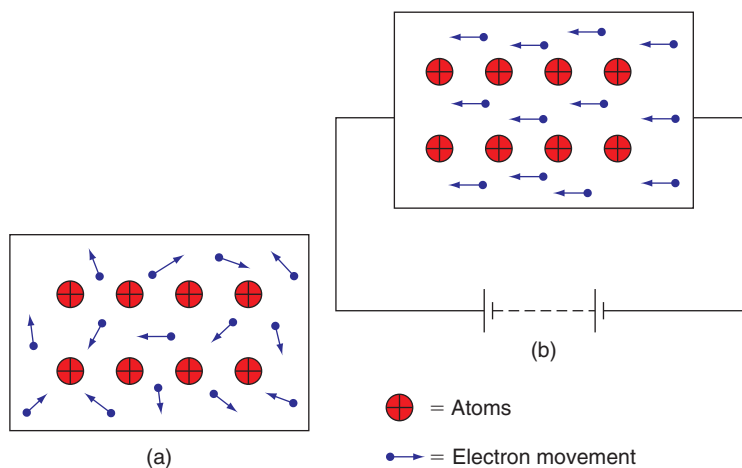 (b)
= Atoms
(a)
= Electron movement